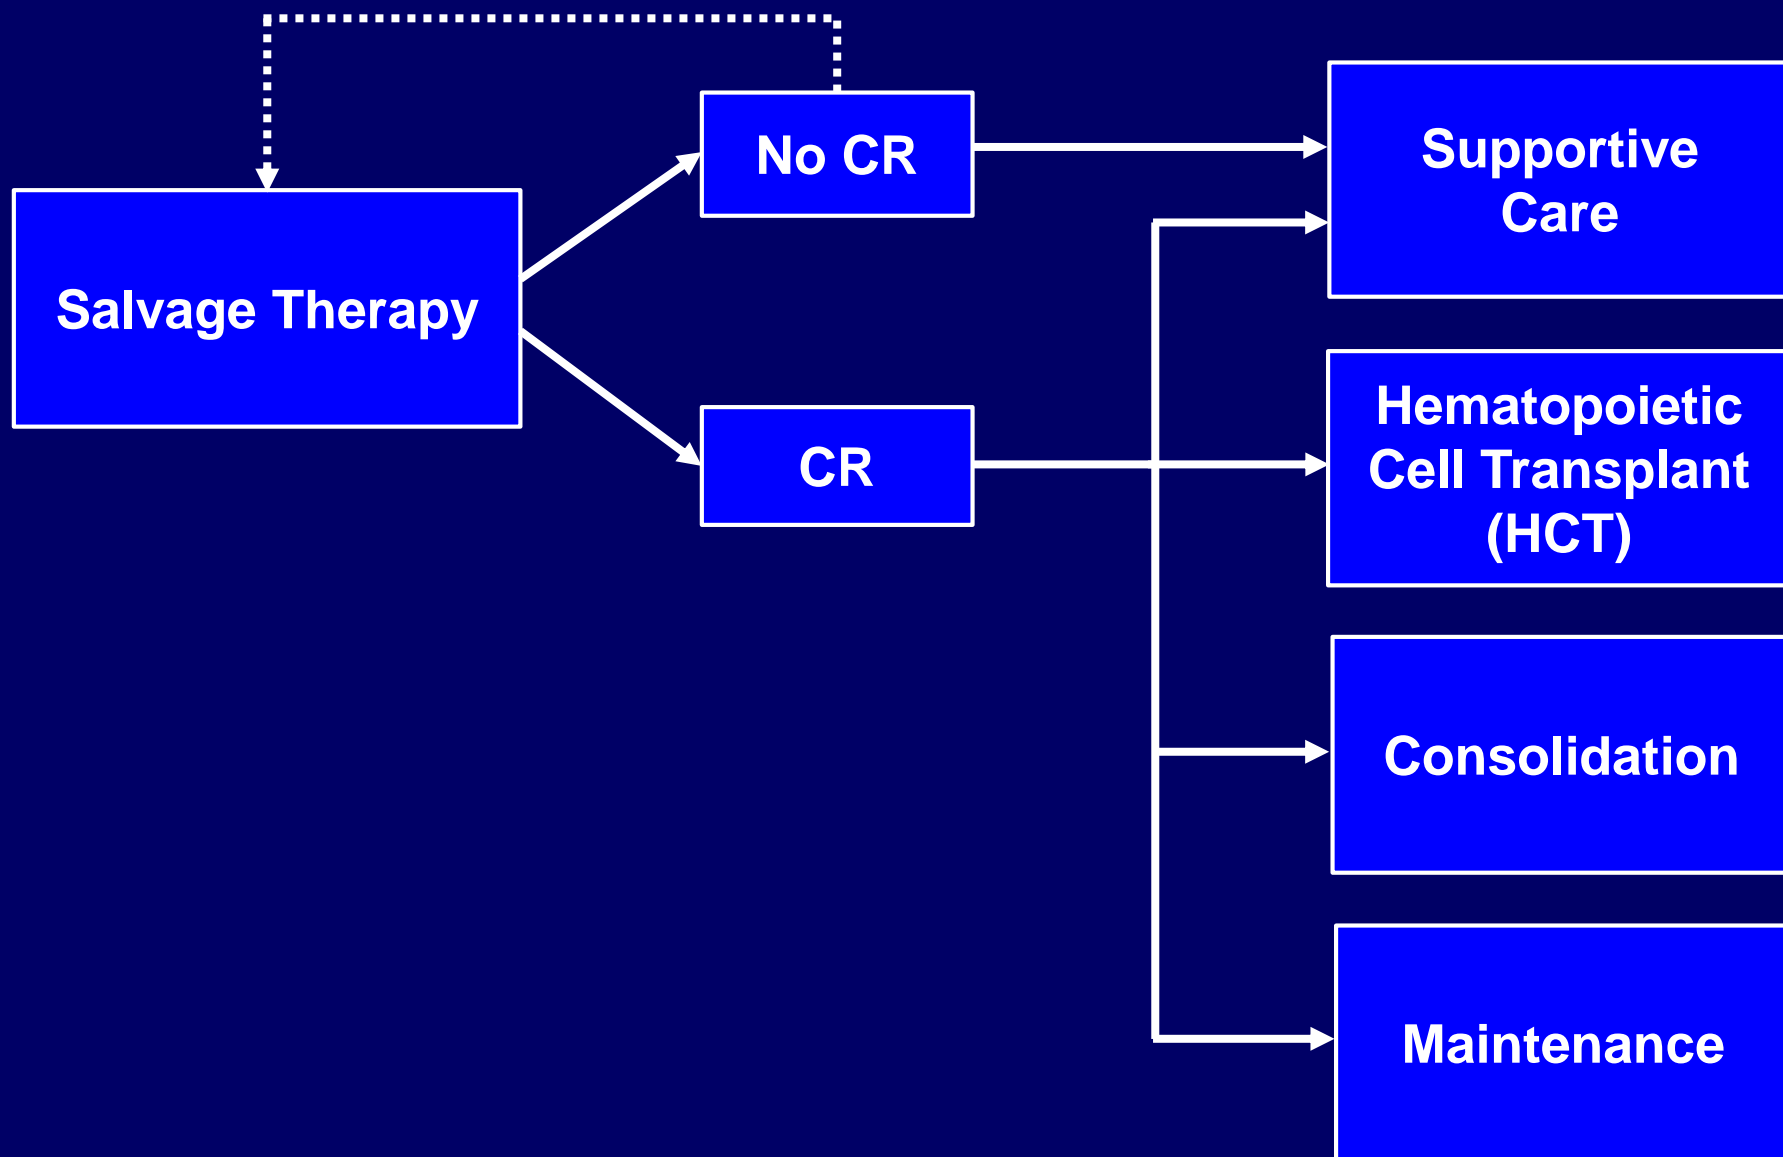 No CR
Supportive
Care
Salvage Therapy
Hematopoietic
Cell Transplant
(HCT)
CR
Consolidation
Maintenance